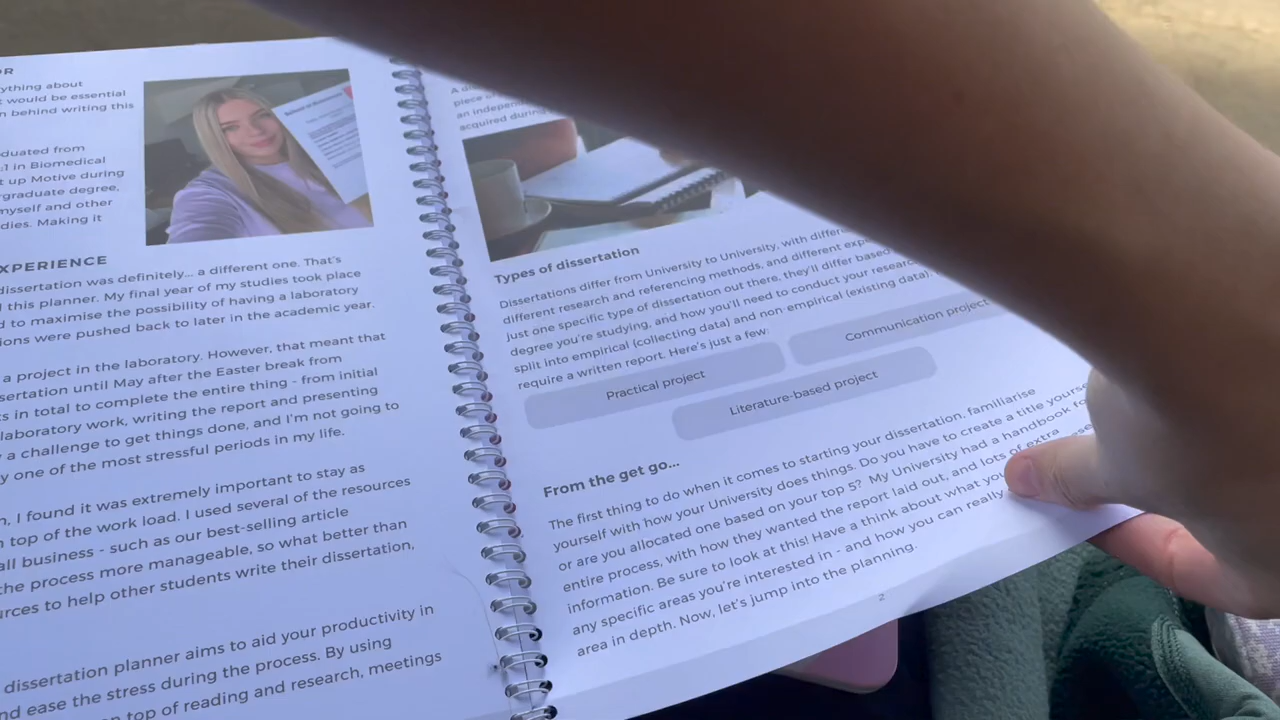 OR
ything about
t would be essential
n behind writing this
duated from
:1 in Biomedical
t up Motive during
rgraduate degree,
myself and other
dies. Making it
XPERIENCE
dissertation was definitely... a different one. That's
this planner. My final year of my studies took place
d to maximise the possibility of having a laboratory
ions were pushed back to later in the academic year.
a project in the laboratory. However, that meant that
sertation until May after the Easter break from
s in total to complete the entire thing - from initial
laboratory work, writing the report and presenting
a challenge to get things done, and I'm not going to
y one of the most stressful periods in my life.
n, I found it was extremely important to stay as
top of the work load. I used several of the resources
all business - such as our best-selling article
the process more manageable, so what better than
urces to help other students write their dissertation,
dissertation planner aims to aid your productivity in
nd ease the stress during the process. By using
n top of reading and research, meetings
A di
piece o
an independ
acquired during
Types of dissertation
Dissertations differ from University to University, with differe
different research and referencing methods, and different exp
just one specific type of dissertation out there, they'll differ based
degree you're studying, and how you'll need to conduct your resear
split into empirical (collecting data) and non-empirical (existing data).
require a written report. Here's just a few:
Practical project
Communication project
Literature-based project
From the get go...
The first thing to do when it comes to starting your dissertation, familiarise
yourself with how your University does things. Do you have to create a title yourse
or are you allocated one based on your top 5? My University had a handbook fo
entire process, with how they wanted the report laid out, and lots of extra
information. Be sure to look at this! Have a think about what yo
any specific areas you're interested in - and how you can really
area in depth. Now, let's jump into the planning.
2